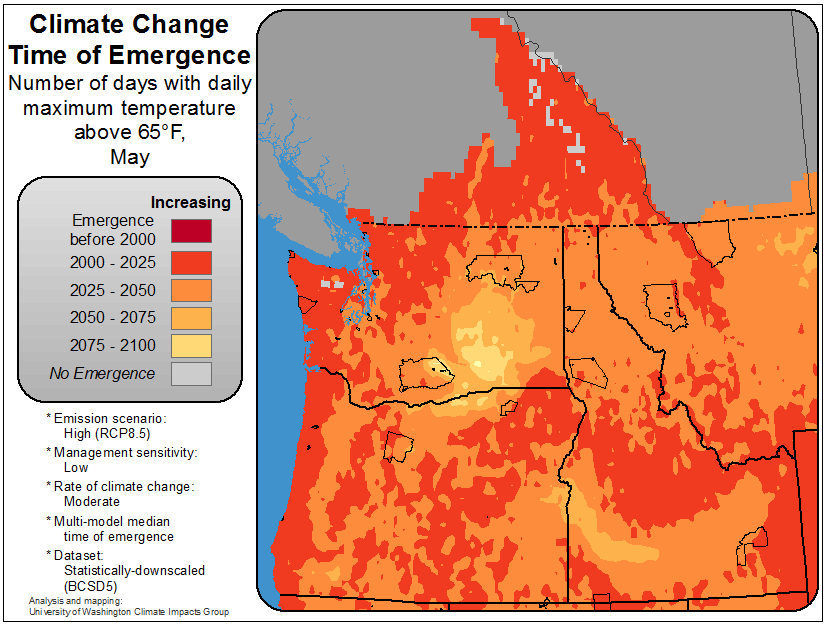 Climate Change
Time of Emergence
Number of days with daily
maximum temperature
above 65°F,
May
Increasing
Emergence
before 2000
2000 - 2025
2025 - 2050
2050 - 2075
2075 - 2100
No Emergence
* Emission scenario:
High (RCP8.5)
* Management sensitivity:
Low
* Rate of climate change:
Moderate
* Multi-model median
time of emergence
* Dataset:
Statistically-downscaled
(BCSD5)
Analysis and mapping:
University of Washington Climate Impacts Group